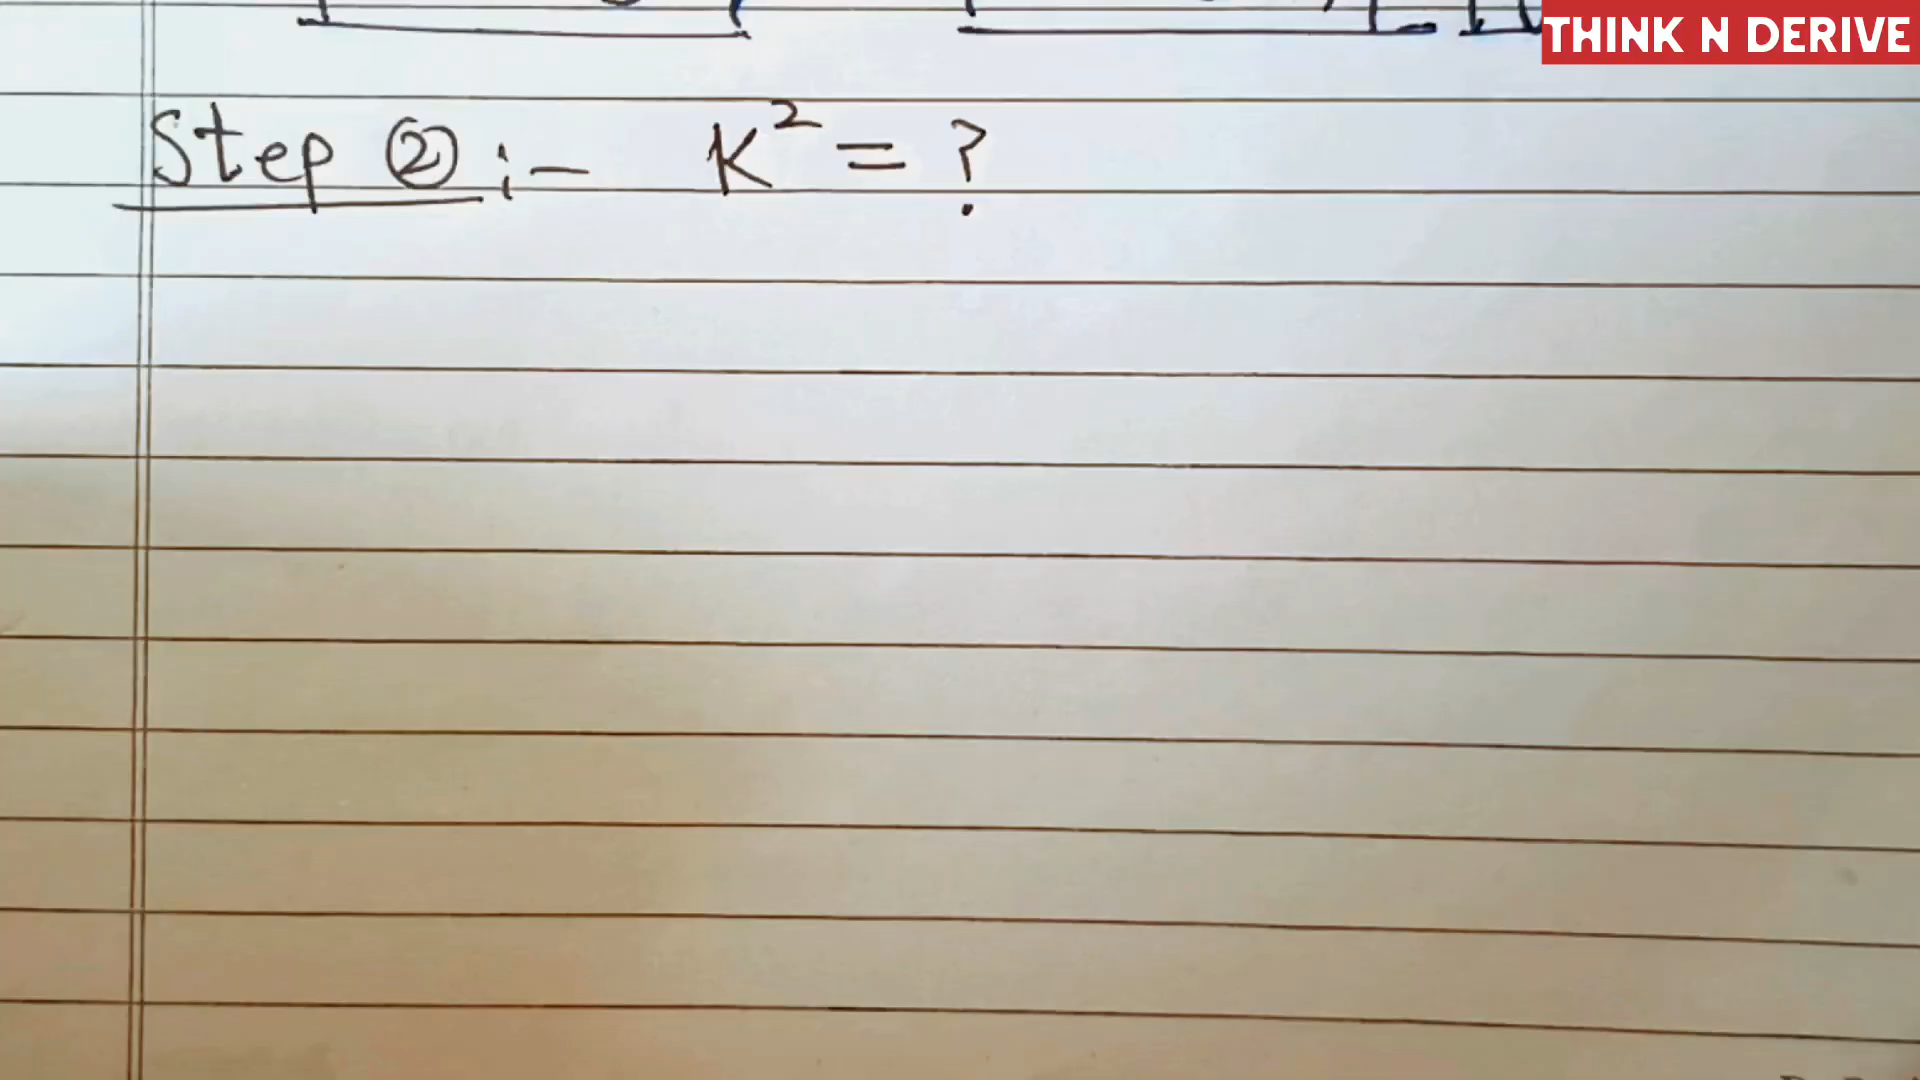 THINK N DERIVE
Step ② :- K² = ?